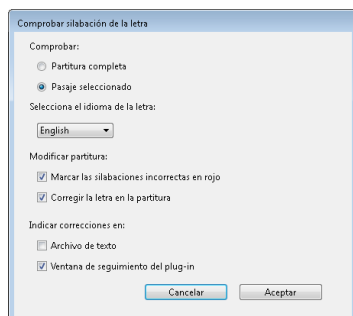 Comprobar silabación de la letra
Comprobar:
Partitura completa
Pasaje seleccionado
Selecciona el idioma de la letra:
English
Modificar partitura:
Marcar las silabaciones incorrectas en rojo
Corregir la letra en la partitura
Indicar correcciones en:
Archivo de texto
Ventana de seguimiento del plug-in
Cancelar Aceptar